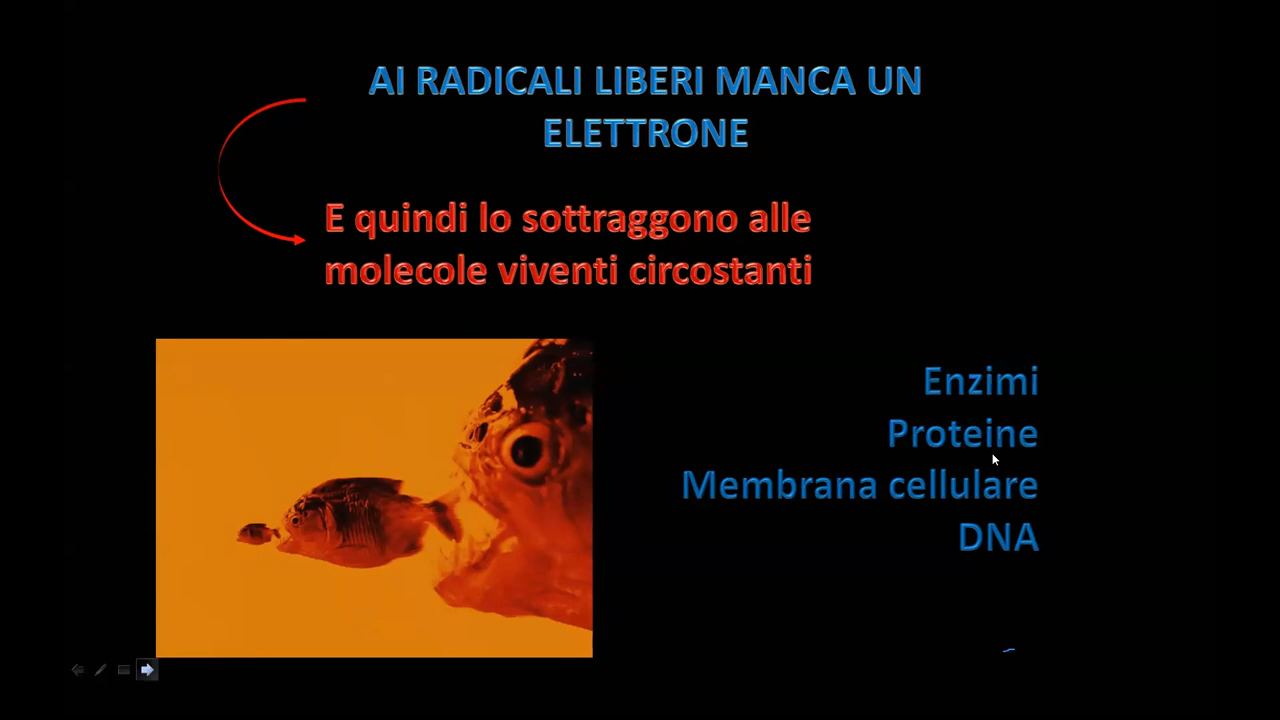 AI RADICALI LIBERI MANCA UN
ELETTRONE
E quindi lo sottraggono alle
molecole viventi circostanti
Enzimi
Proteine
Membrana cellulare
DNA